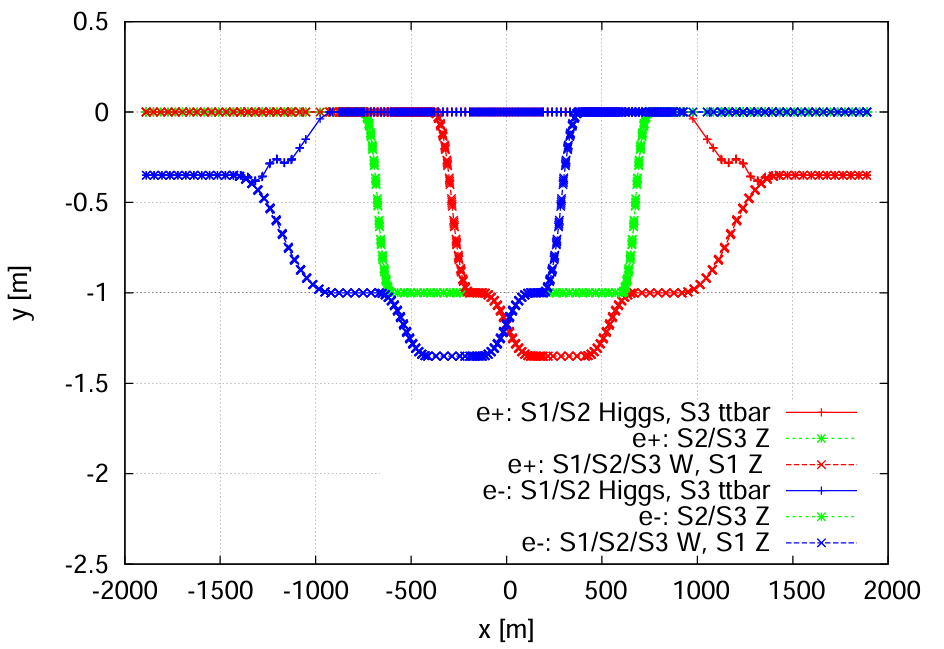 0.5
0
-0.5
-1
-1.5
-2
-2.5
y [m]
e+: S1/S2 Higgs, S3 ttbar
e+: S2/S3 Z
e+: S1/S2/S3 W, S1 Z
e-: S1/S2 Higgs, S3 ttbar
e-: S2/S3 Z
e-: S1/S2/S3 W, S1 Z
-2000 -1500 -1000 -500 0 500 1000 1500 2000
x [m]